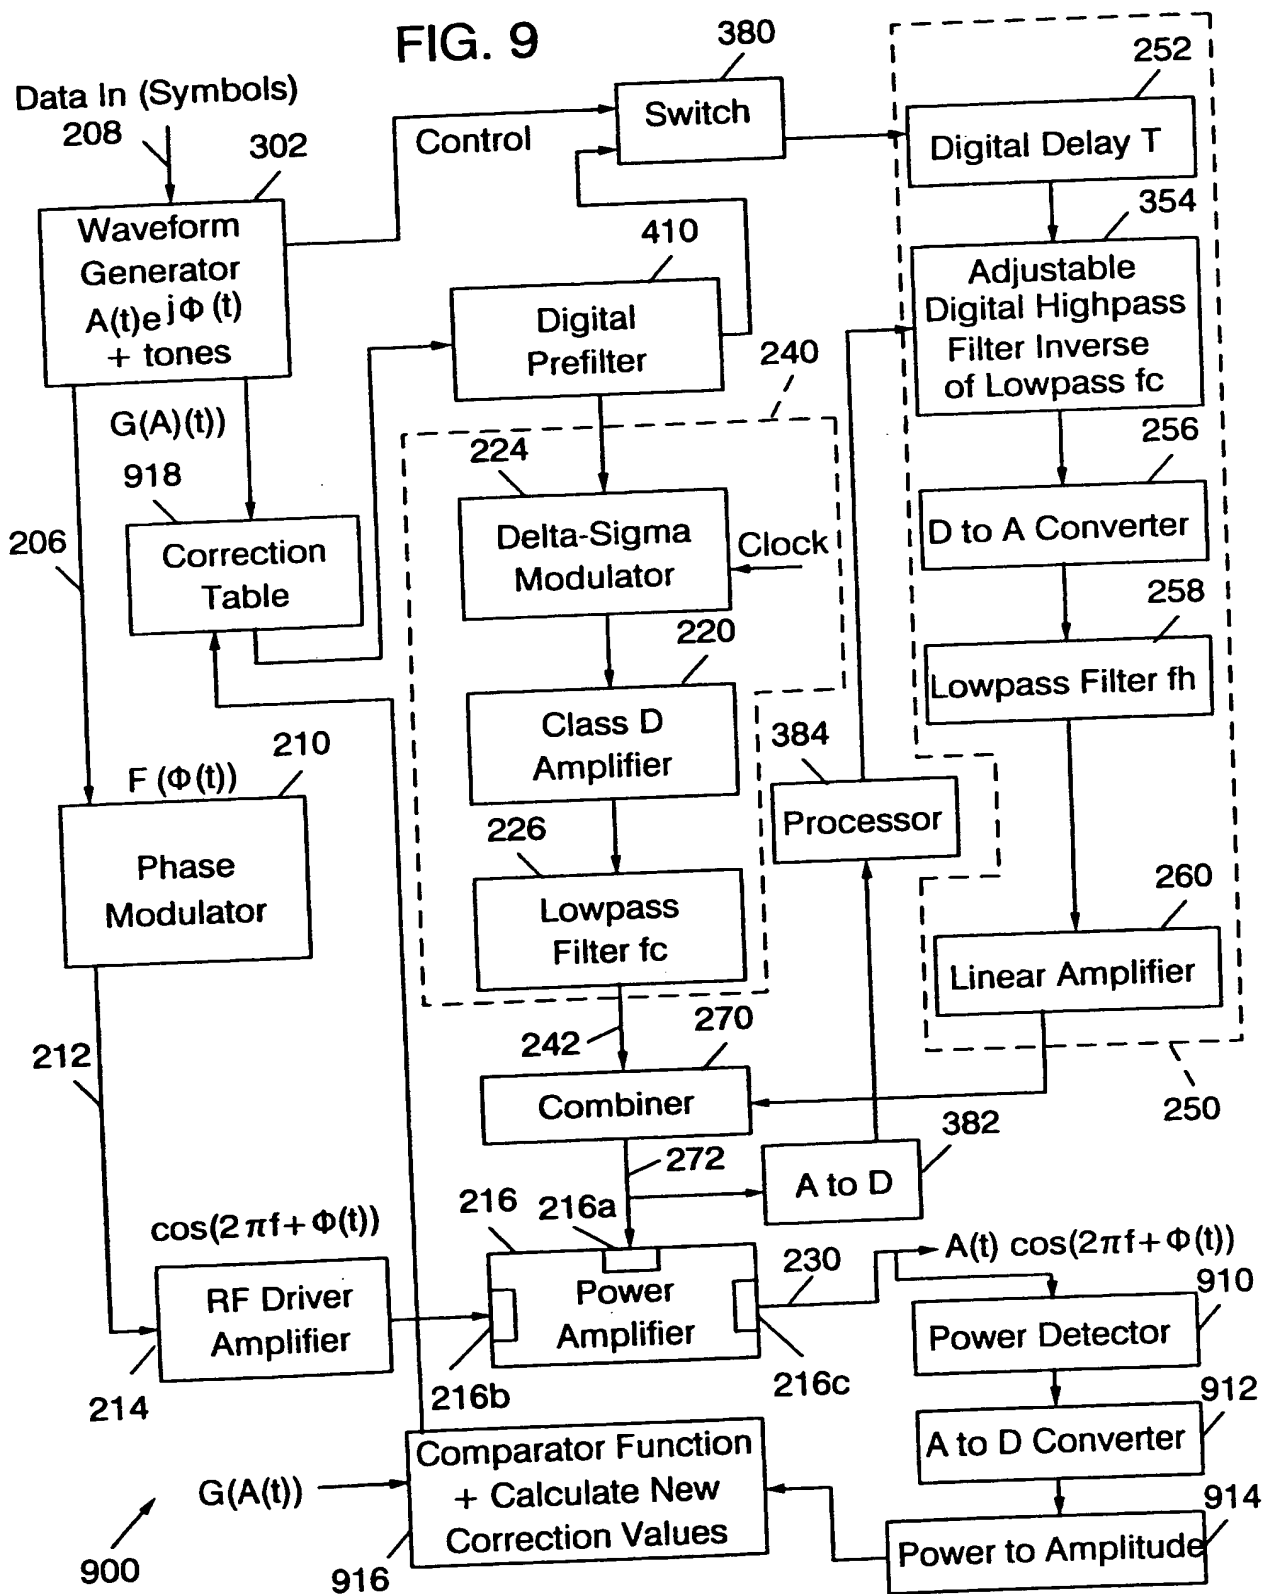 FIG. 9
380
252
Data In (Symbols)
208
302
Control
Switch
Digital Delay T
354
Waveform
Generator
A(t)e^jΦ(t)
+ tones
410
Digital
Prefilter
240
Adjustable
Digital Highpass
Filter Inverse
of Lowpass fc
G(A)(t))
918
206
Correction
Table
224
Delta-Sigma
Modulator
Clock
256
D to A Converter
258
Lowpass Filter fh
220
Class D
Amplifier
384
Processor
F(Φ(t))
210
Phase
Modulator
226
Lowpass
Filter fc
260
Linear Amplifier
212
242
270
Combiner
250
382
A to D
272
216
216a
cos(2πf+Φ(t))
RF Driver
Amplifier
214
Power
Amplifier
216b
216c
230
A(t) cos(2πf+Φ(t))
910
Power Detector
912
A to D Converter
914
Power to Amplitude
G(A(t))
Comparator Function
+ Calculate New
Correction Values
916
900